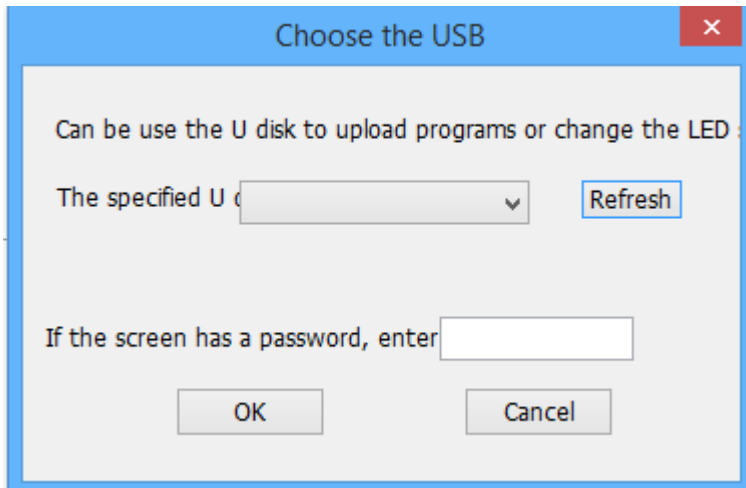 Choose the USB
Can be use the U disk to upload programs or change the LED
The specified U
Refresh
If the screen has a password, enter
OK
Cancel